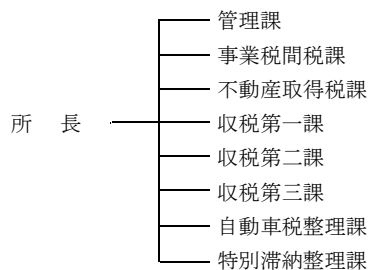 所　長
管理課
事業税間税課
不動産取得税課
収税第一課
収税第二課
収税第三課
自動車税整理課
特別滞納整理課